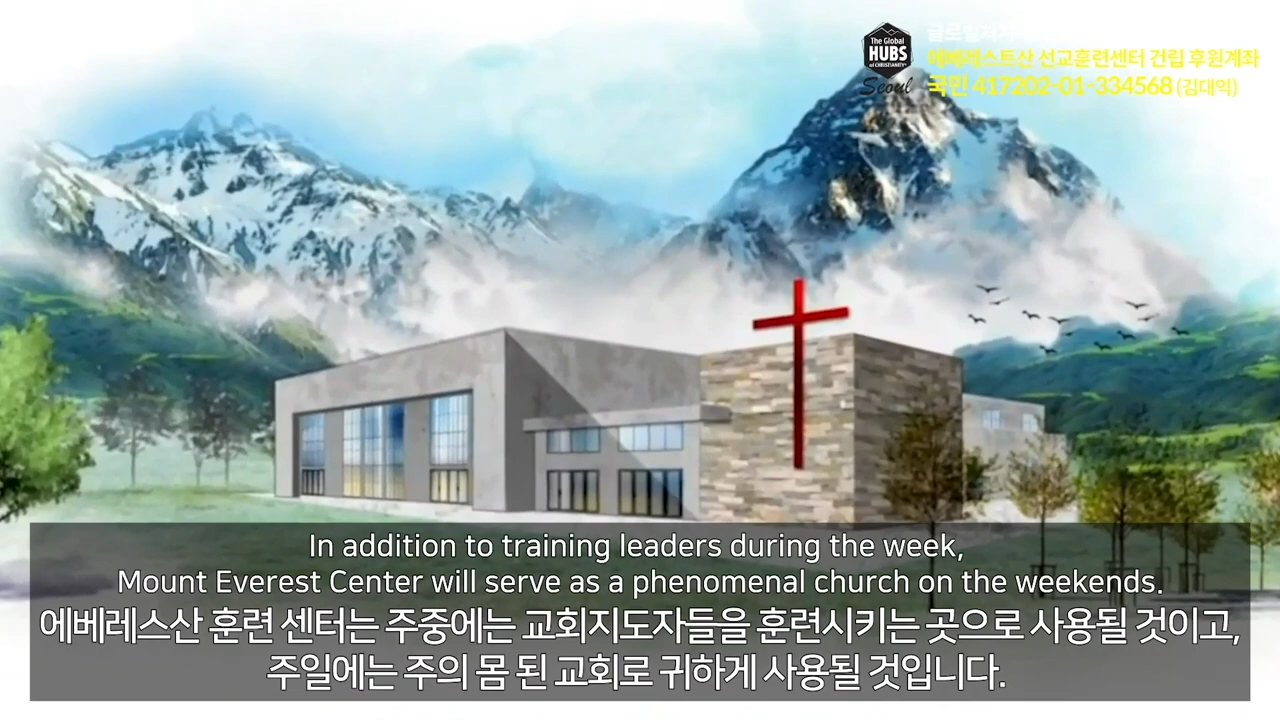 The Global
HUBS
of CHRISTIANITY
Seoul
에베레스트산 선교훈련센터 건립 후원계좌
국민 417202-01-334568 (김대억)
In addition to training leaders during the week,
Mount Everest Center will serve as a phenomenal church on the weekends.
에베레스산 훈련 센터는 주중에는 교회지도자들을 훈련시키는 곳으로 사용될 것이고,
주일에는 주의 몸 된 교회로 귀하게 사용될 것입니다.